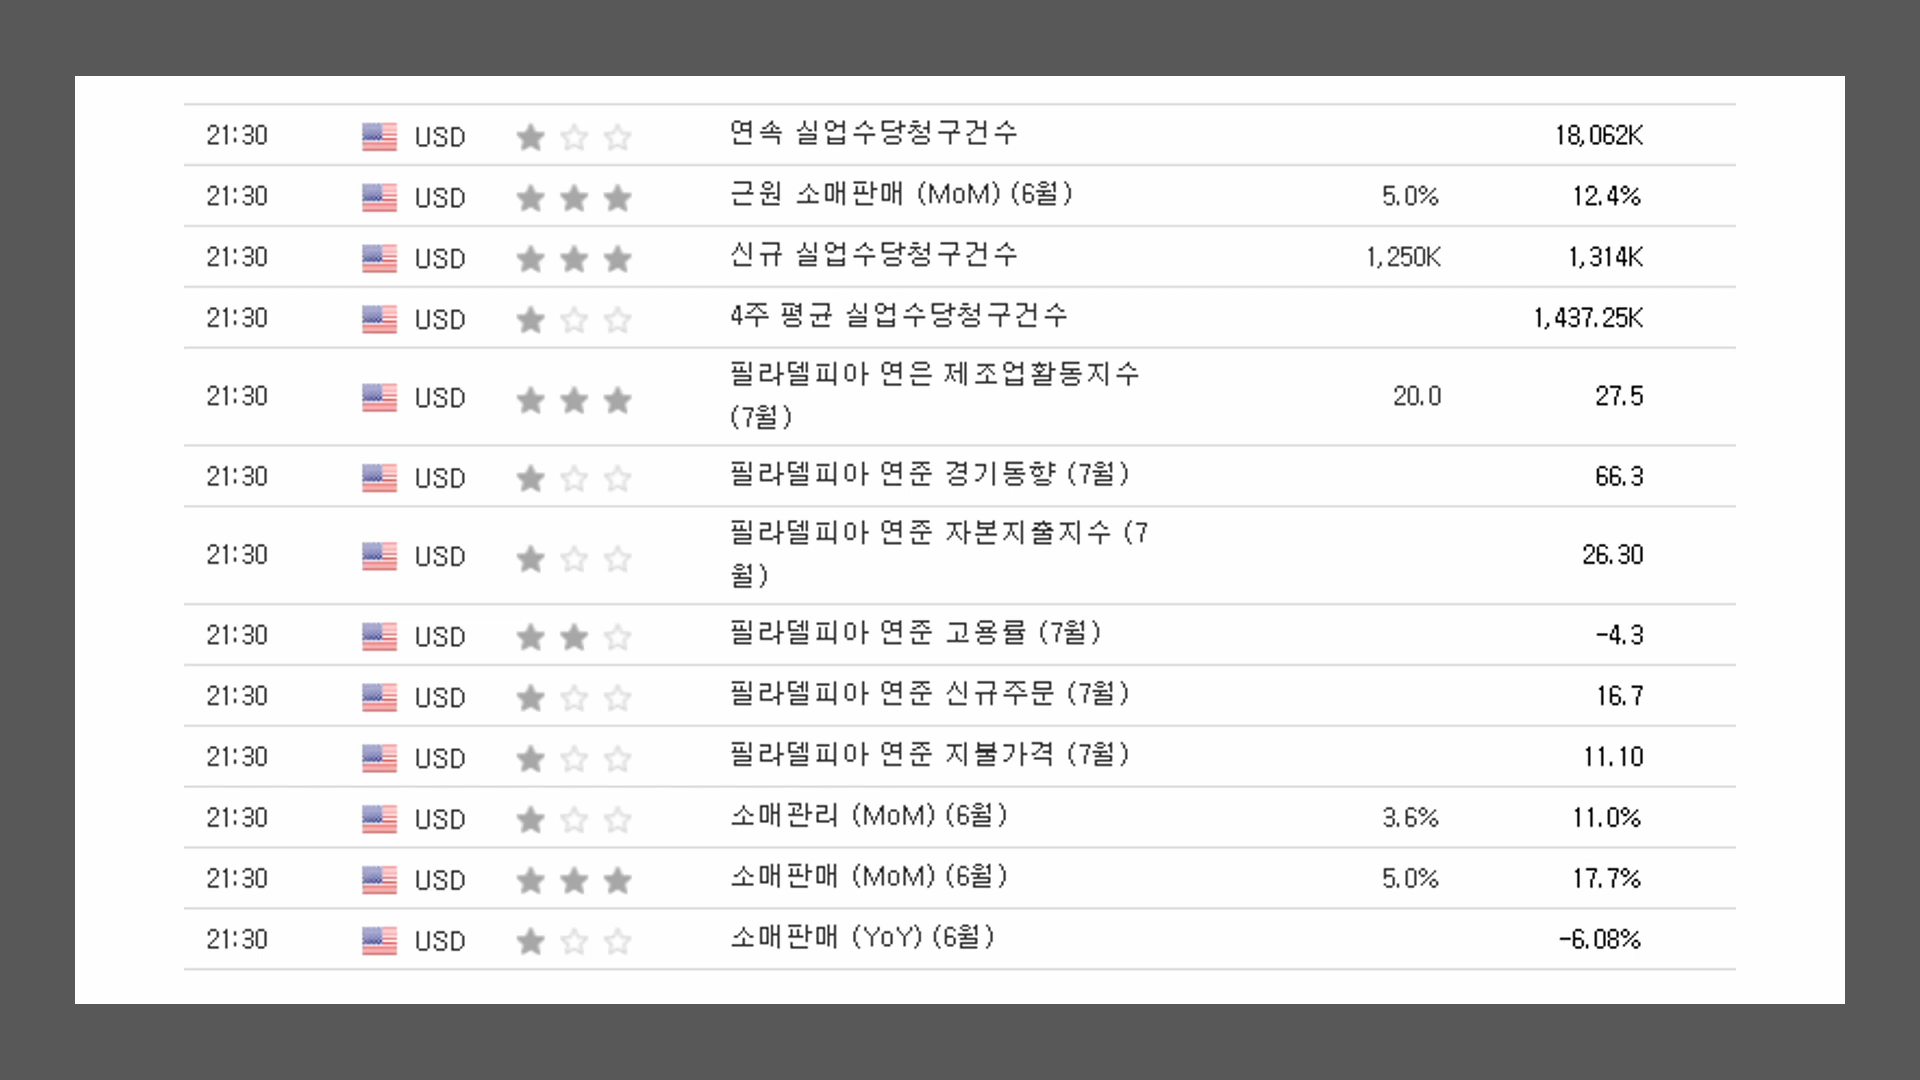 21:30 USD 연속 실업수당청구건수 18,062K
21:30 USD 근원 소매판매 (MoM) (6월) 5.0% 12.4%
21:30 USD 신규 실업수당청구건수 1,250K 1,314K
21:30 USD 4주 평균 실업수당청구건수 1,437.25K
21:30 USD 필라델피아 연은 제조업활동지수 20.0 27.5
(7월)
21:30 USD 필라델피아 연준 경기동향 (7월) 66.3
21:30 USD 필라델피아 연준 자본지출지수 (7 26.30
월)
21:30 USD 필라델피아 연준 고용률 (7월) -4.3
21:30 USD 필라델피아 연준 신규주문 (7월) 16.7
21:30 USD 필라델피아 연준 지불가격 (7월) 11.10
21:30 USD 소매관리 (MoM) (6월) 3.6% 11.0%
21:30 USD 소매판매 (MoM) (6월) 5.0% 17.7%
21:30 USD 소매판매 (YoY) (6월) -6.08%